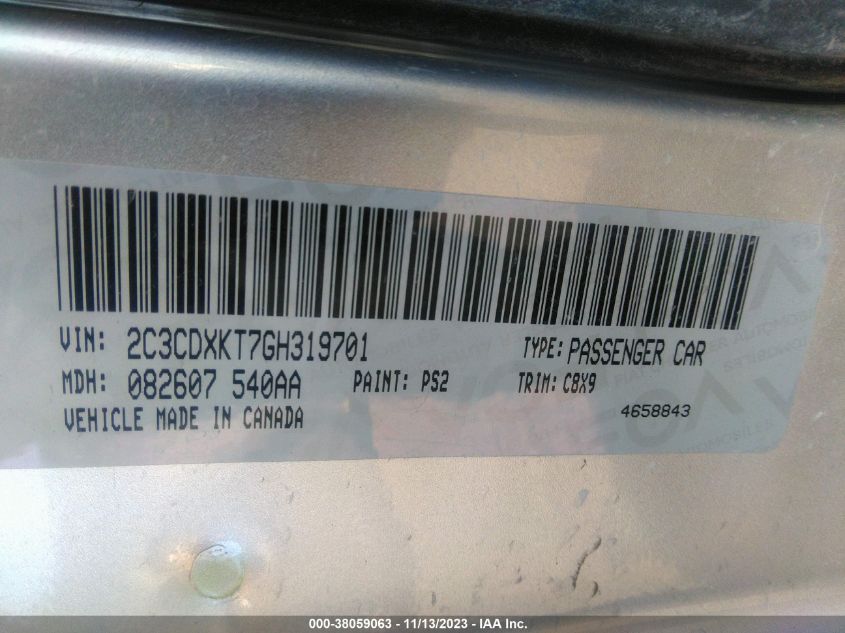 VIN: 2C3CDXKT7GH319701 TYPE: PASSENGER CAR
MDH: 082607 540AA PAINT: PS2 TRIM: C8X9
VEHICLE MADE IN CANADA 4658843
000-38059063 - 11/13/2023 - IAA Inc.